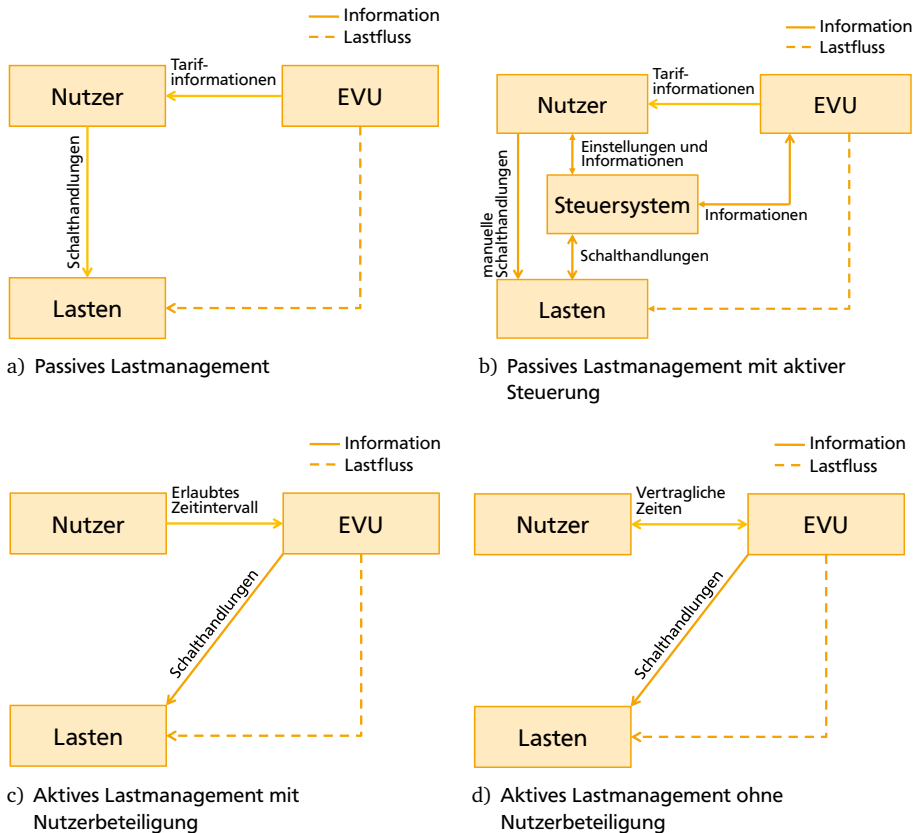 Information
Lastfluss
Nutzer
Tarif-
informationen
EVU
Schalthandlungen
Lasten
a) Passives Lastmanagement
Information
Lastfluss
Nutzer
Tarif-
informationen
EVU
manuelle
Schalthandlungen
Einstellungen und
Informationen
Steuersystem
Informationen
Schalthandlungen
Lasten
b) Passives Lastmanagement mit aktiver
Steuerung
Information
Lastfluss
Nutzer
Erlaubtes
Zeitintervall
EVU
Schalthandlungen
Lasten
c) Aktives Lastmanagement mit
Nutzerbeteiligung
Information
Lastfluss
Nutzer
Vertragliche
Zeiten
EVU
Schalthandlungen
Lasten
d) Aktives Lastmanagement ohne
Nutzerbeteiligung